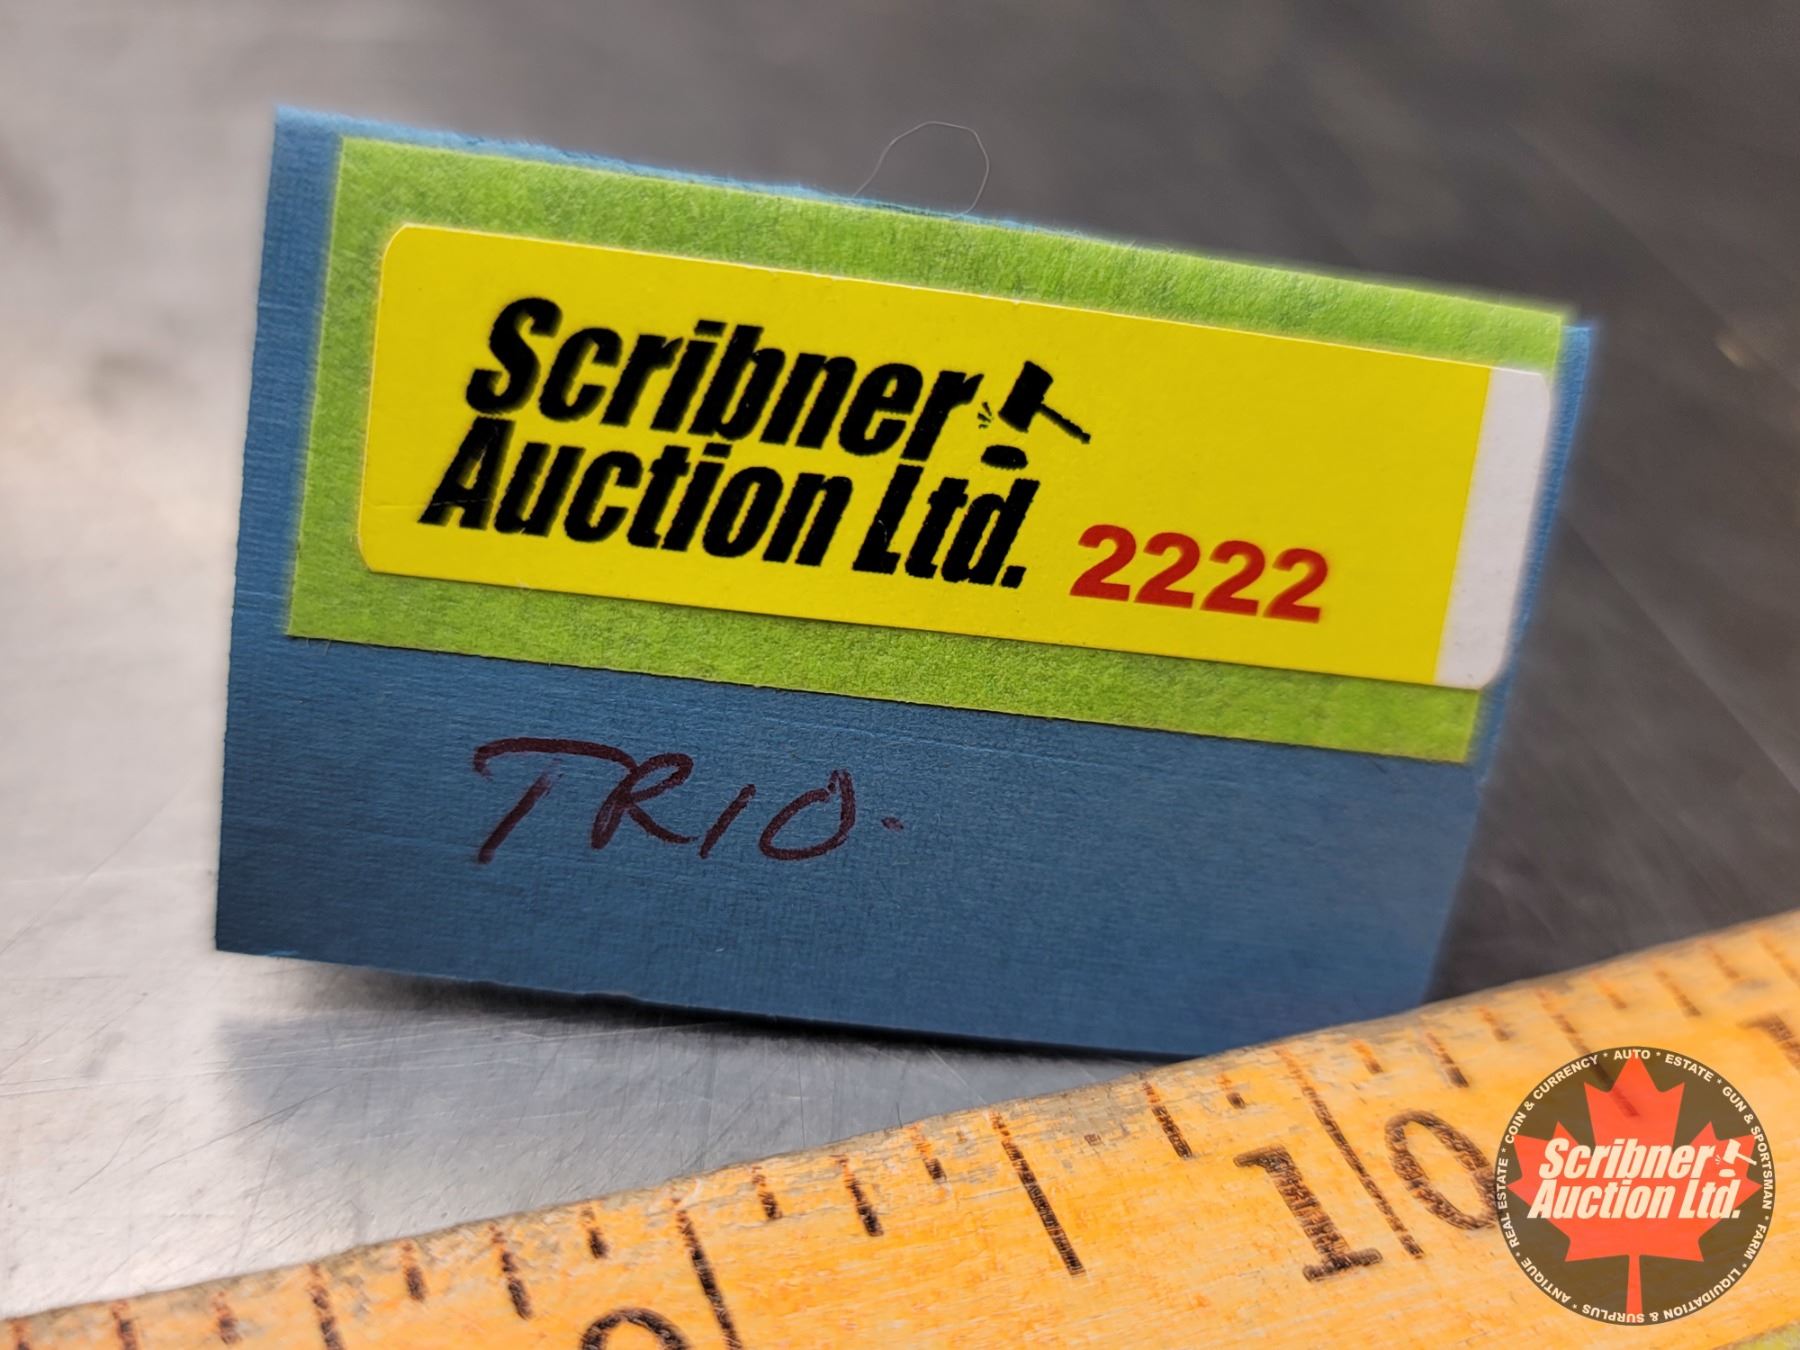 Scribner
Auction Ltd.
2222
TRIO.
10
Scribner
Auction Ltd.
ANTIQUE * REAL ESTATE * COIN & CURRENCY * AUTO * ESTATE * GUN & SPORTSMAN * FARM * LIQUIDATION & SURPLUS *